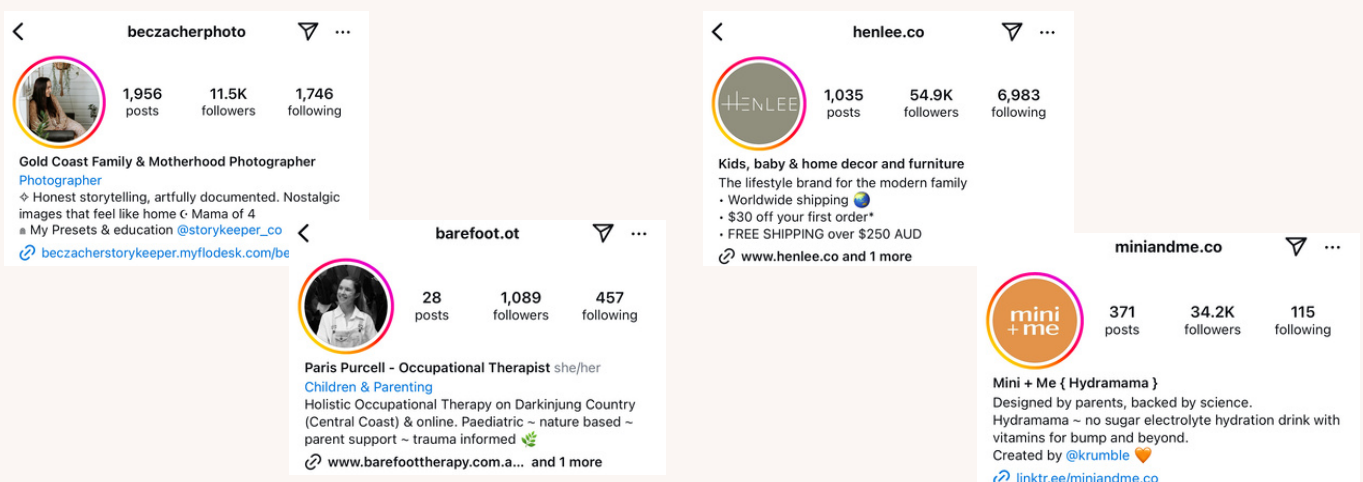 beczacherphoto
1,956 11.5K 1,746
posts followers following
Gold Coast Family & Motherhood Photographer
Photographer
✧ Honest storytelling, artfully documented. Nostalgic
images that feel like home ☪ Mama of 4
⋒ My Presets & education @storykeeper_co
beczacherstorykeeper.myflodesk.com/be
barefoot.ot
28 1,089 457
posts followers following
Paris Purcell - Occupational Therapist she/her
Children & Parenting
Holistic Occupational Therapy on Darkinjung Country
(Central Coast) & online. Paediatric ~ nature based ~
parent support ~ trauma informed 🌿
www.barefoottherapy.com.a... and 1 more
henlee.co
HENLEE
1,035 54.9K 6,983
posts followers following
Kids, baby & home decor and furniture
The lifestyle brand for the modern family
• Worldwide shipping 🌏
• $30 off your first order*
• FREE SHIPPING over $250 AUD
www.henlee.co and 1 more
miniandme.co
mini
+me
371 34.2K 115
posts followers following
Mini + Me { Hydramama }
Designed by parents, backed by science.
Hydramama ~ no sugar electrolyte hydration drink with
vitamins for bump and beyond.
Created by @krumble 🧡
linktr.ee/miniandme.co